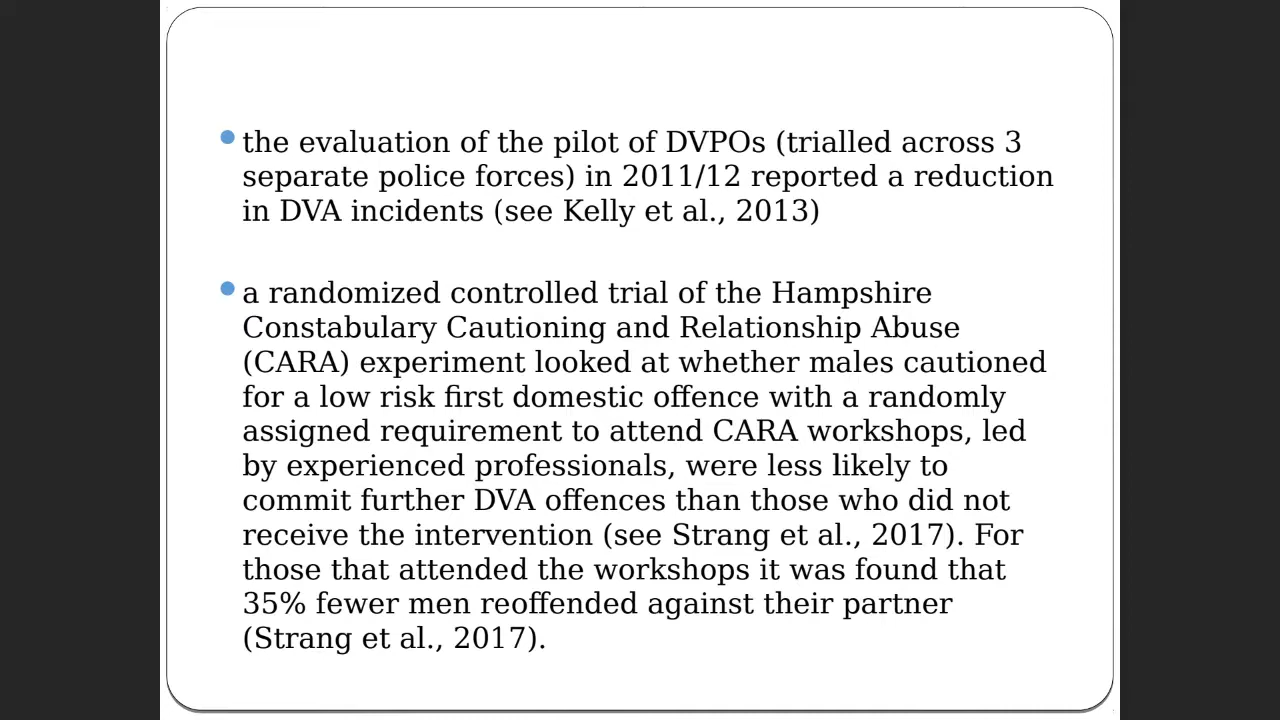 the evaluation of the pilot of DVPOs (trialled across 3
separate police forces) in 2011/12 reported a reduction
in DVA incidents (see Kelly et al., 2013)
a randomized controlled trial of the Hampshire
Constabulary Cautioning and Relationship Abuse
(CARA) experiment looked at whether males cautioned
for a low risk first domestic offence with a randomly
assigned requirement to attend CARA workshops, led
by experienced professionals, were less likely to
commit further DVA offences than those who did not
receive the intervention (see Strang et al., 2017). For
those that attended the workshops it was found that
35% fewer men reoffended against their partner
(Strang et al., 2017).